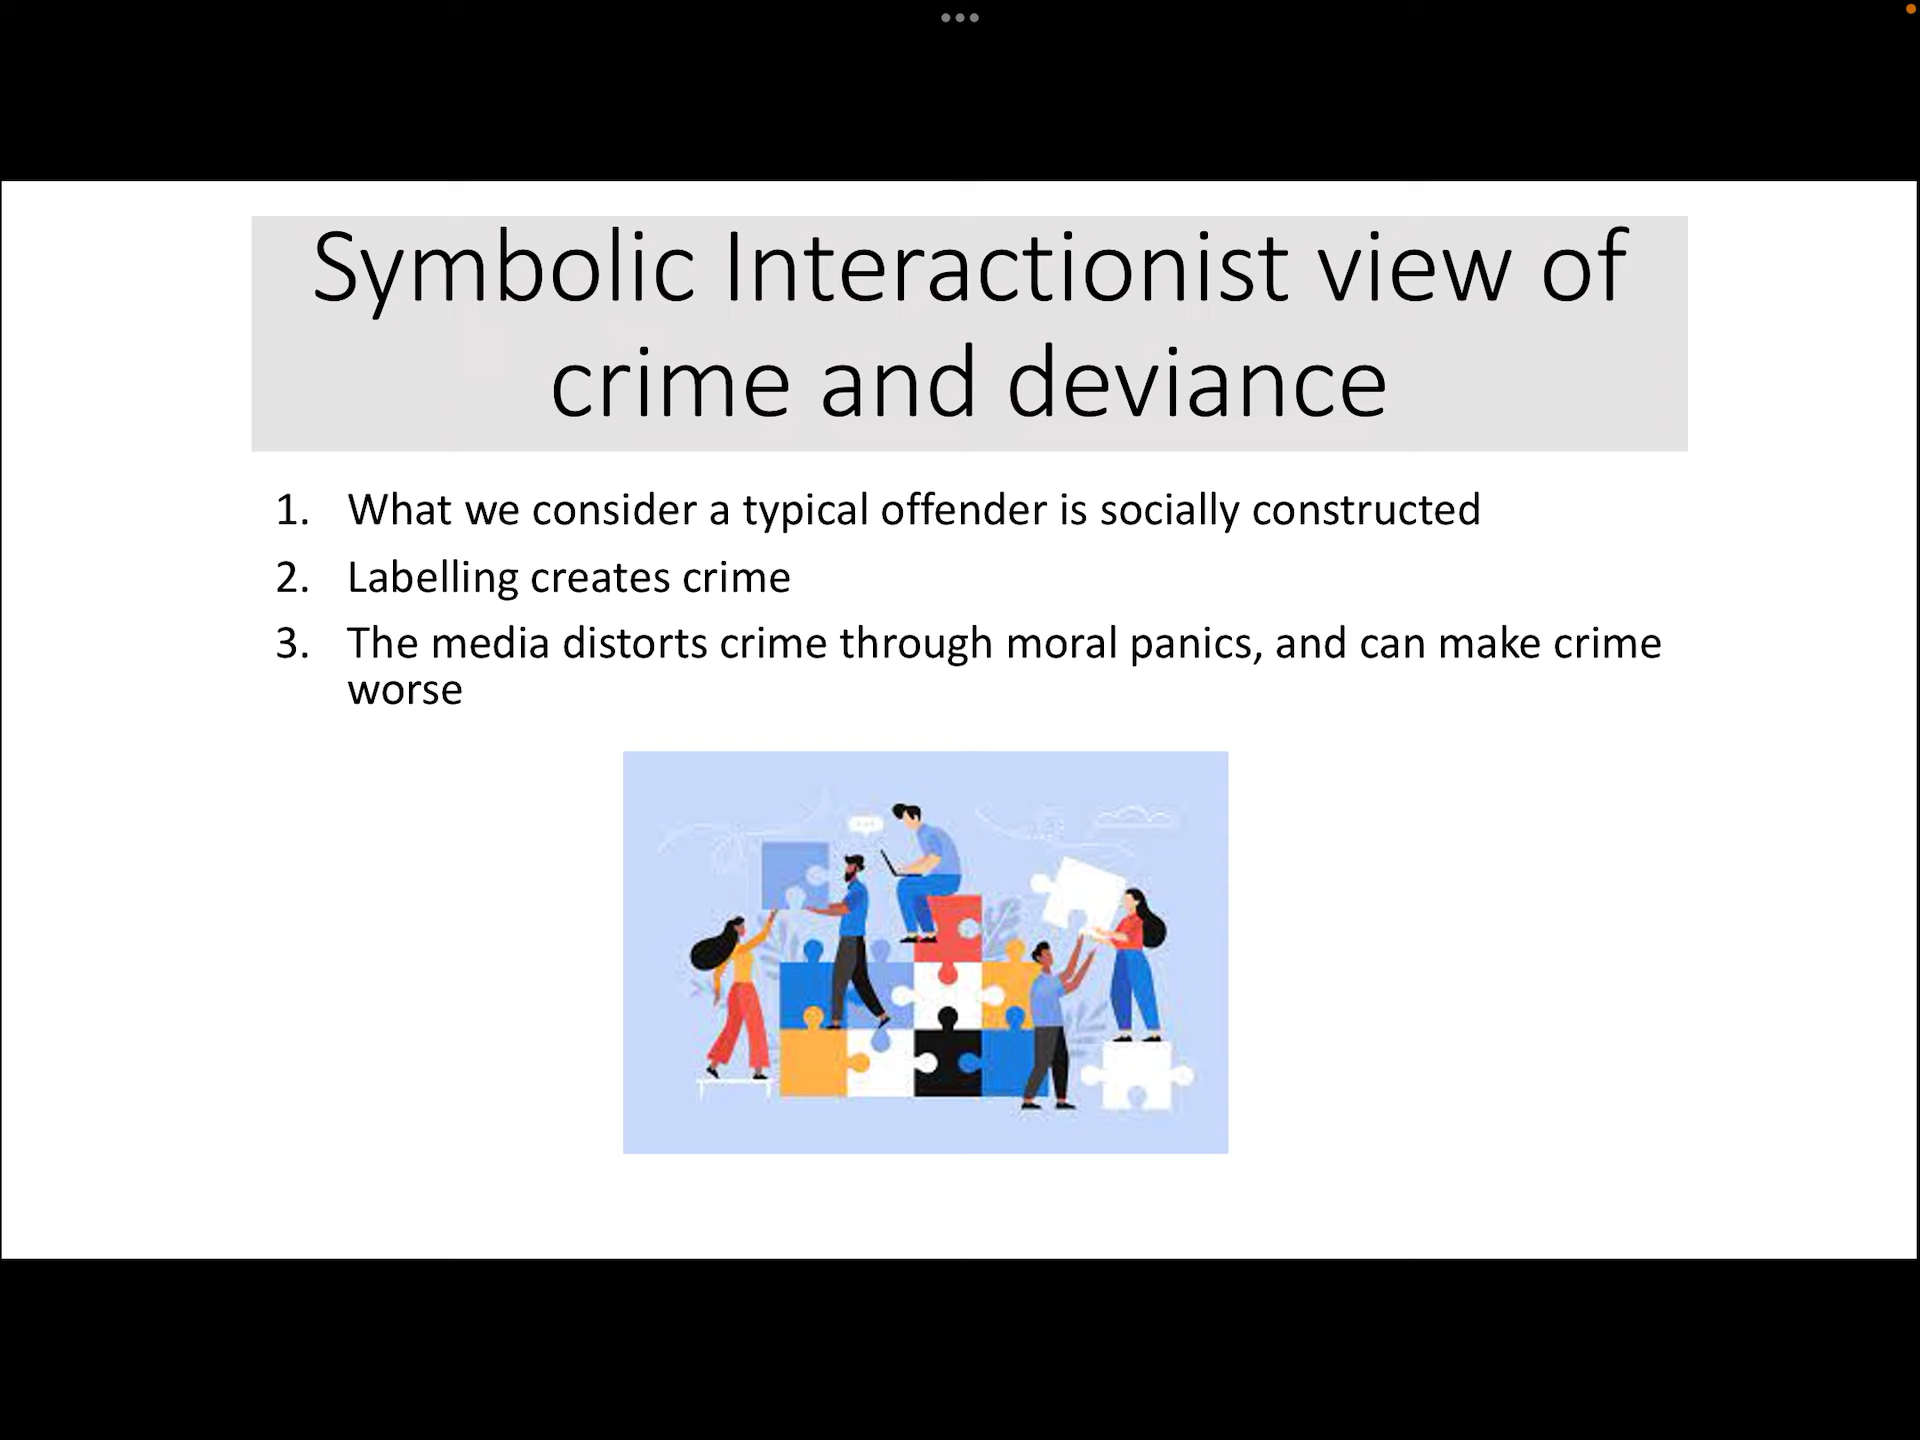 Symbolic Interactionist view of
crime and deviance
1. What we consider a typical offender is socially constructed
2. Labelling creates crime
3. The media distorts crime through moral panics, and can make crime
worse